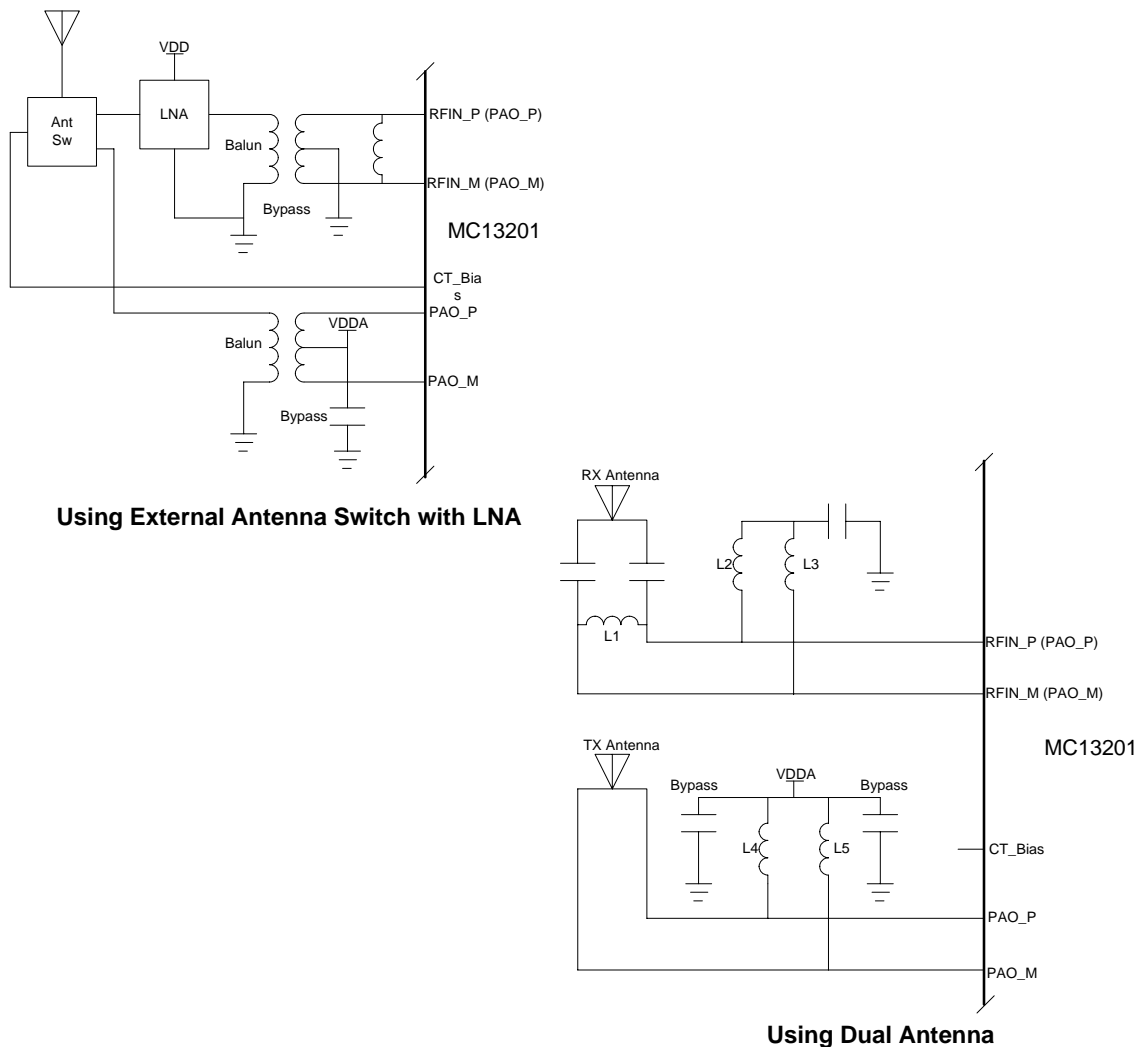 VDD
LNA
Ant
Sw
RFIN_P (PAO_P)
Balun
RFIN_M (PAO_M)
Bypass
MC13201
CT_Bia
s
PAO_P
VDDA
Balun
PAO_M
Bypass
Using External Antenna Switch with LNA
RX Antenna
L2
L3
L1
RFIN_P (PAO_P)
RFIN_M (PAO_M)
MC13201
TX Antenna
Bypass
VDDA
Bypass
L4
L5
CT_Bias
PAO_P
PAO_M
Using Dual Antenna